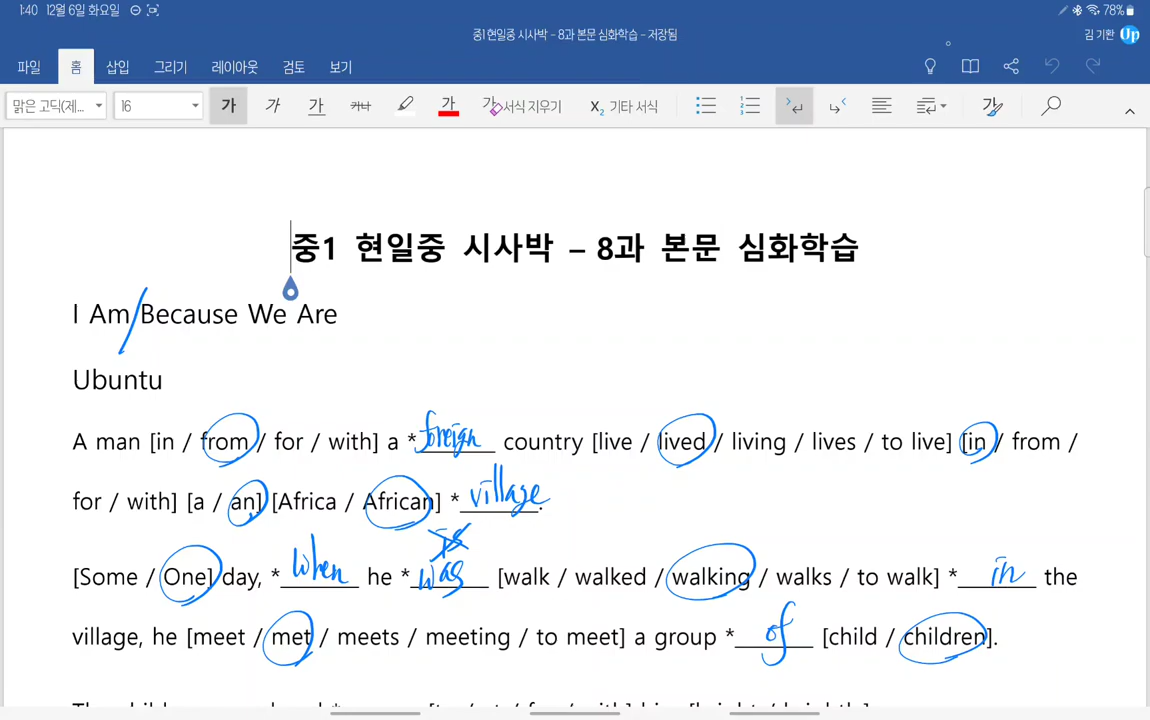 1:40 12월 6일 화요일 78%
중1 현일중 시사박 – 8과 본문 심화학습 – 저장됨
김 기환 Up
파일 홈 삽입 그리기 레이아웃 검토 보기
맑은 고딕(제... 16 가 가 가 가나 가 가 서식 지우기 X₂ 기타 서식 가
중1 현일중 시사박 – 8과 본문 심화학습
I Am / Because We Are
Ubuntu
A man [in / from / for / with] a *foreign country [live / lived / living / lives / to live] [in / from /
for / with] [a / an] [Africa / African] *village.
is
[Some / One] day, *when he *was [walk / walked / walking / walks / to walk] *in the
village, he [meet / met / meets / meeting / to meet] a group *of [child / children].